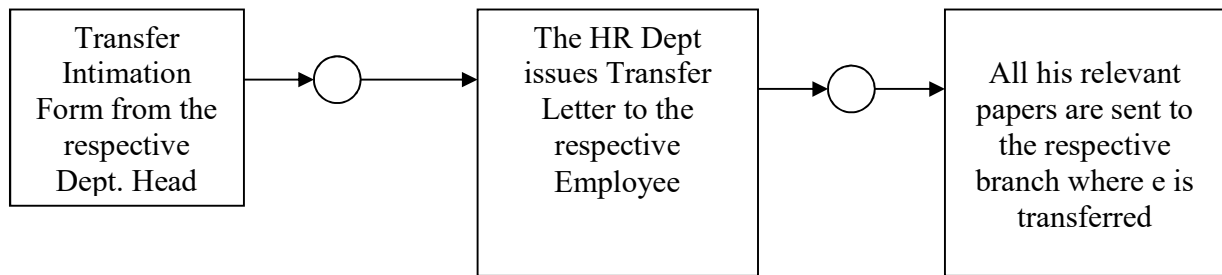 Transfer
Intimation
Form from the
respective
Dept. Head
The HR Dept
issues Transfer
Letter to the
respective
Employee
All his relevant
papers are sent to
the respective
branch where e is
transferred